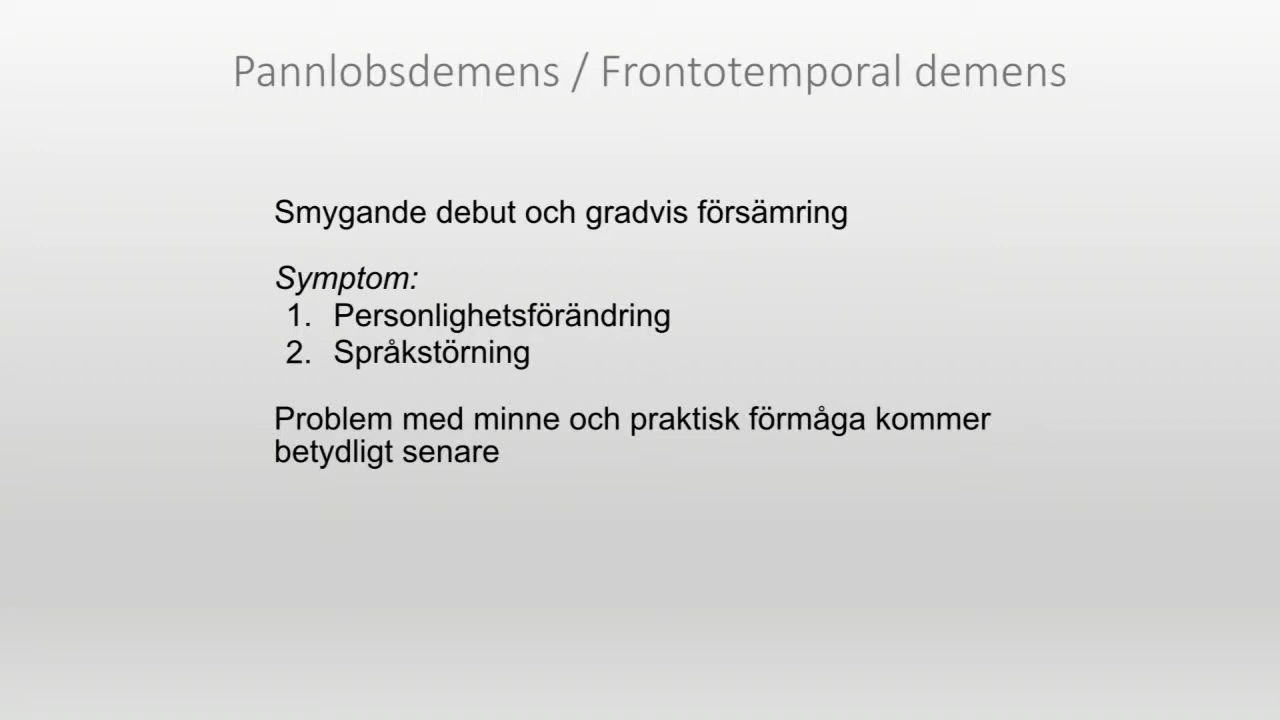 Pannlobsdemens / Frontotemporal demens
Smygande debut och gradvis försämring
Symptom:
1. Personlighetsförändring
2. Språkstörning
Problem med minne och praktisk förmåga kommer
betydligt senare